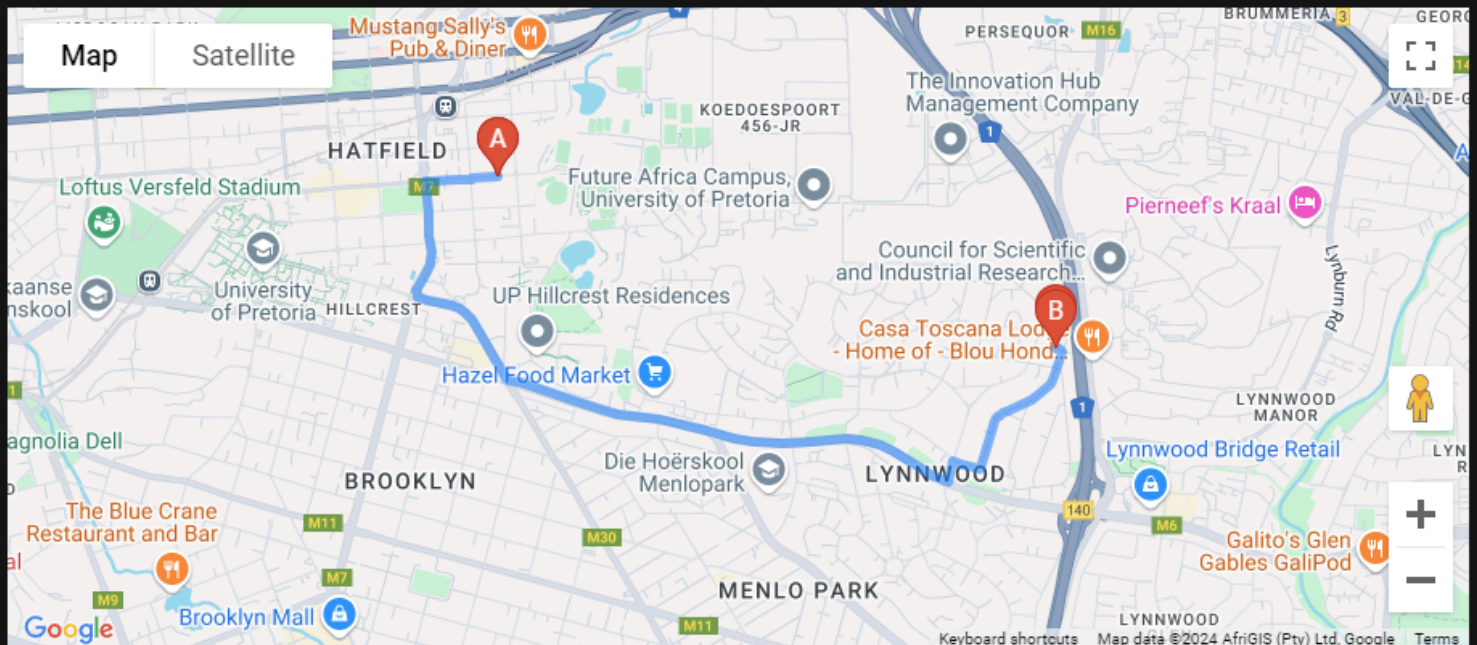 Map
Satellite
Mustang Sally's
Pub & Diner
BRUMMERIA
3
PERSEQUOR
M16
The Innovation Hub
Management Company
KOEDOESPOORT
456-JR
1
14
A
HATFIELD
M7
Loftus Versfeld Stadium
Future Africa Campus,
University of Pretoria
Pierneef's Kraal
Council for Scientific
and Industrial Research...
Lynburn Rd
University
of Pretoria
HILLCREST
UP Hillcrest Residences
B
Casa Toscana
- Home of - Blou Hond...
Hazel Food Market
1
1
LYNNWOOD
MANOR
agnolia Dell
Lynnwood Bridge Retail
Die Hoërskool
Menlopark
LYNNWOOD
BROOKLYN
The Blue Crane
Restaurant and Bar
M11
M30
140
M6
Galito's Glen
Gables GaliPod
al
M7
MENLO PARK
M9
Brooklyn Mall
M11
LYNNWOOD
Google
Keyboard shortcuts
Map data ©2024 AfriGIS (Pty) Ltd, Google
Terms